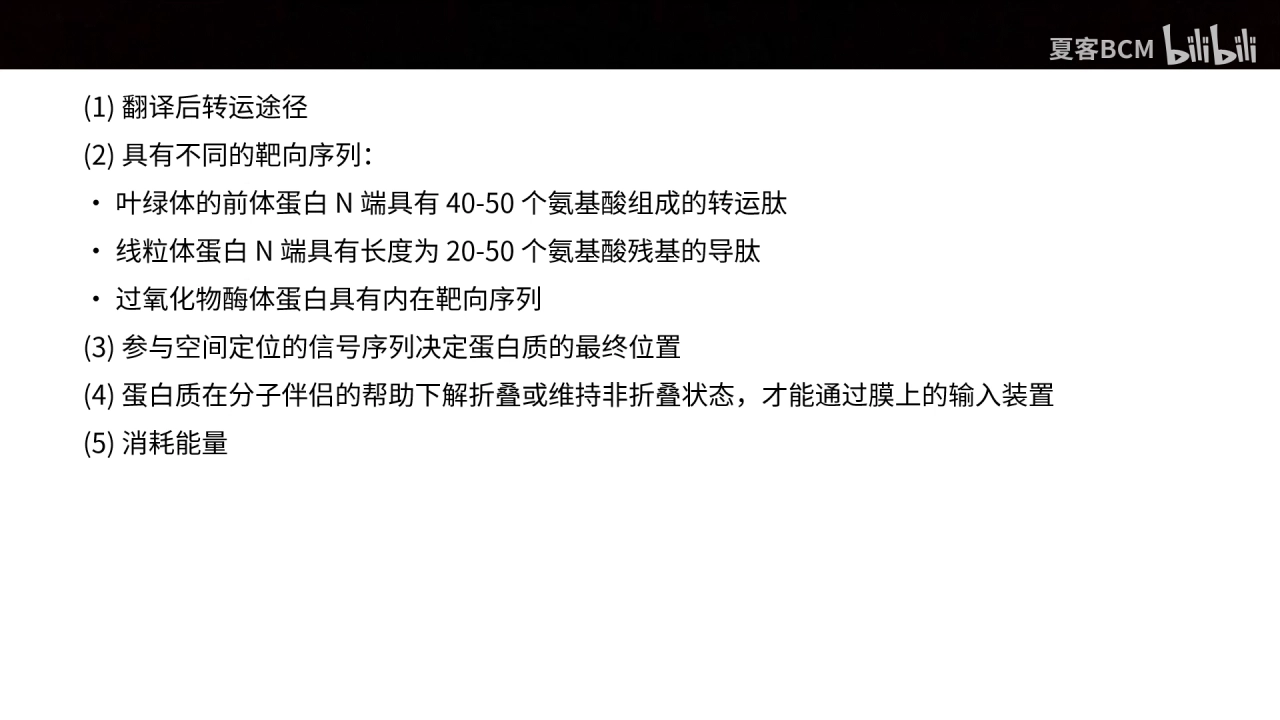 夏客BCM bilibili
(1) 翻译后转运途径
(2) 具有不同的靶向序列：
· 叶绿体的前体蛋白 N 端具有 40-50 个氨基酸组成的转运肽
· 线粒体蛋白 N 端具有长度为 20-50 个氨基酸残基的导肽
· 过氧化物酶体蛋白具有内在靶向序列
(3) 参与空间定位的信号序列决定蛋白质的最终位置
(4) 蛋白质在分子伴侣的帮助下解折叠或维持非折叠状态，才能通过膜上的输入装置
(5) 消耗能量